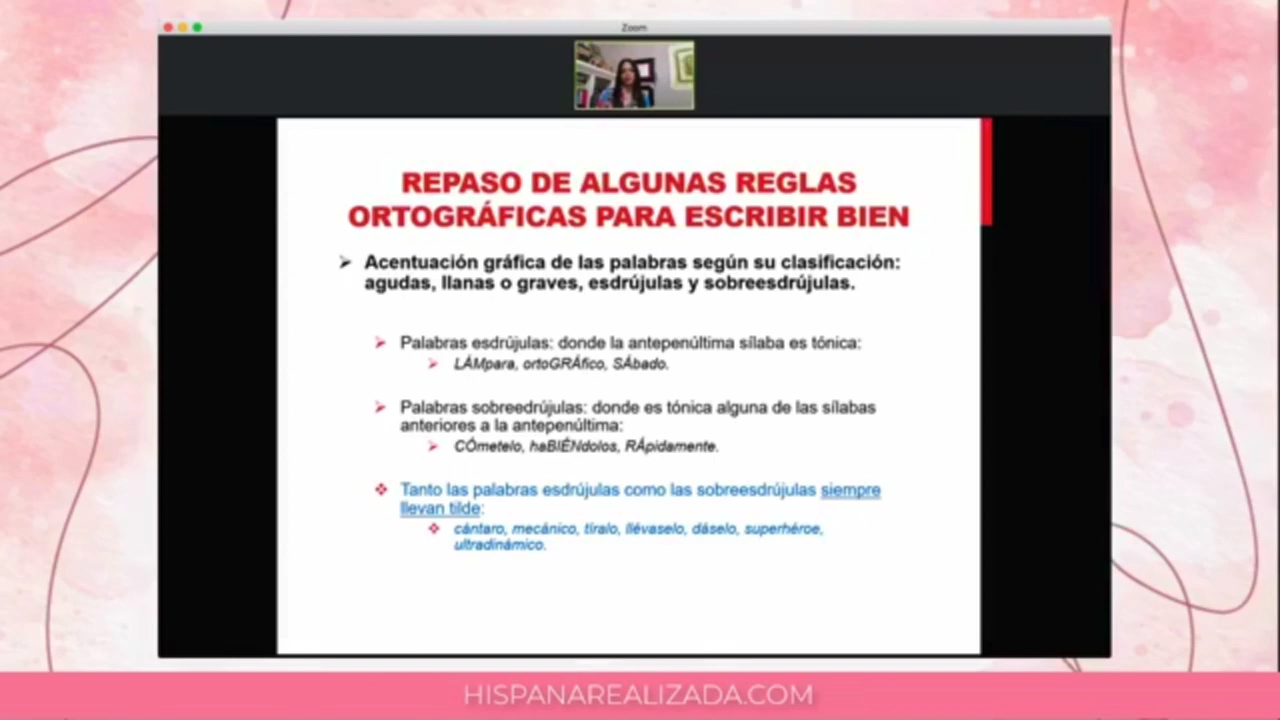 Zoom
REPASO DE ALGUNAS REGLAS
ORTOGRÁFICAS PARA ESCRIBIR BIEN
Acentuación gráfica de las palabras según su clasificación:
agudas, llanas o graves, esdrújulas y sobreesdrújulas.
Palabras esdrújulas: donde la antepenúltima sílaba es tónica:
LÁMpara, ortoGRÁfico, SÁbado.
Palabras sobreedrújulas: donde es tónica alguna de las sílabas
anteriores a la antepenúltima:
CÓmetelo, haBIÉNdolos, RÁpidamente.
Tanto las palabras esdrújulas como las sobreesdrújulas siempre
llevan tilde:
cántaro, mecánico, tíralo, llévaselo, dáselo, superhéroe,
ultradinámico.
HISPANAREALIZADA.COM